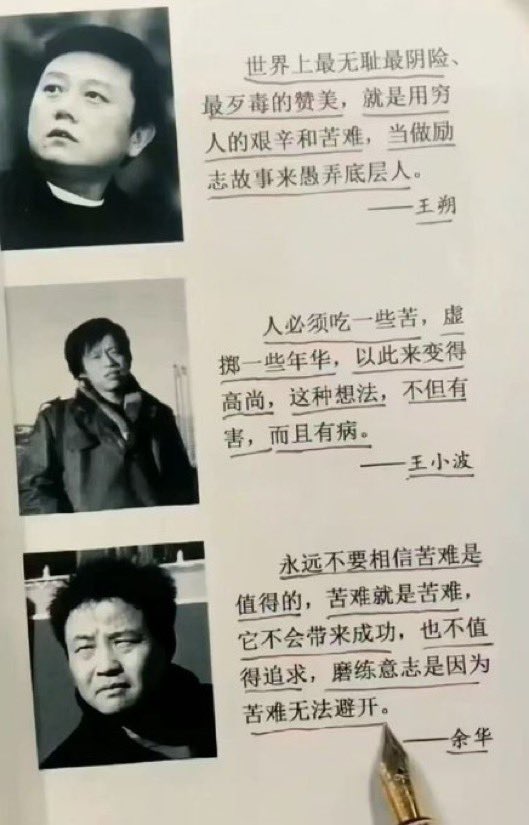 世界上最无耻最阴险、
最歹毒的赞美，就是用穷
人的艰辛和苦难，当做励
志故事来愚弄底层人。
——王朔
人必须吃一些苦，虚
掷一些年华，以此来变得
高尚，这种想法，不但有
害，而且有病。
——王小波
永远不要相信苦难是
值得的，苦难就是苦难，
它不会带来成功，也不值
得追求，磨练意志是因为
苦难无法避开。
——余华